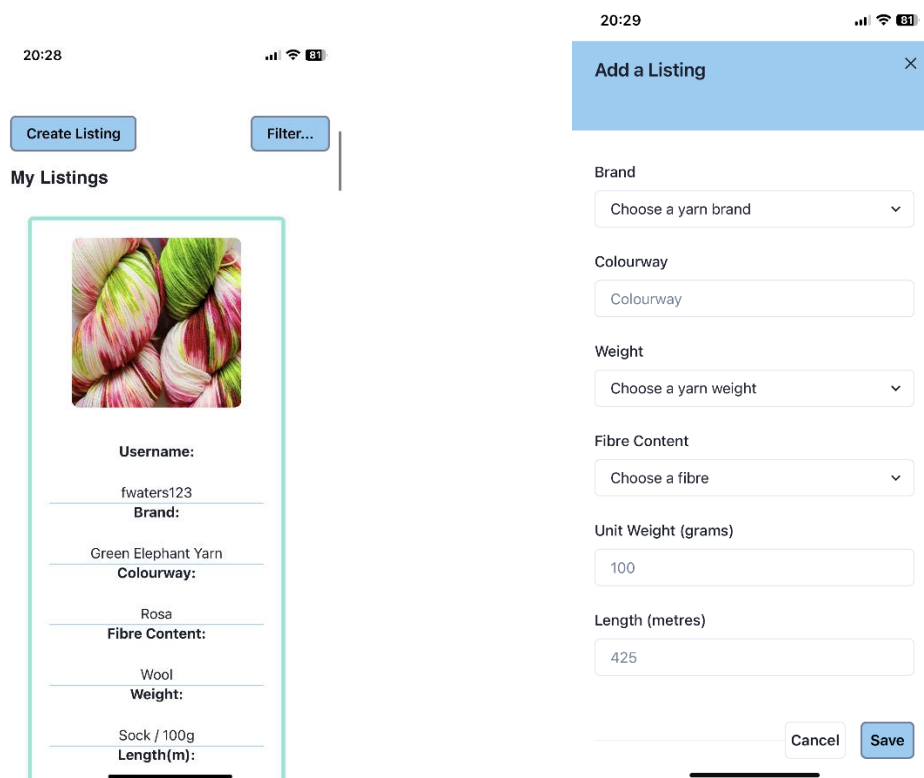 20:28
81
Create Listing
Filter...
My Listings
Username:
fwaters123
Brand:
Green Elephant Yarn
Colourway:
Rosa
Fibre Content:
Wool
Weight:
Sock / 100g
Length(m):
20:29
81
Add a Listing
Brand
Choose a yarn brand
Colourway
Colourway
Weight
Choose a yarn weight
Fibre Content
Choose a fibre
Unit Weight (grams)
100
Length (metres)
425
Cancel
Save